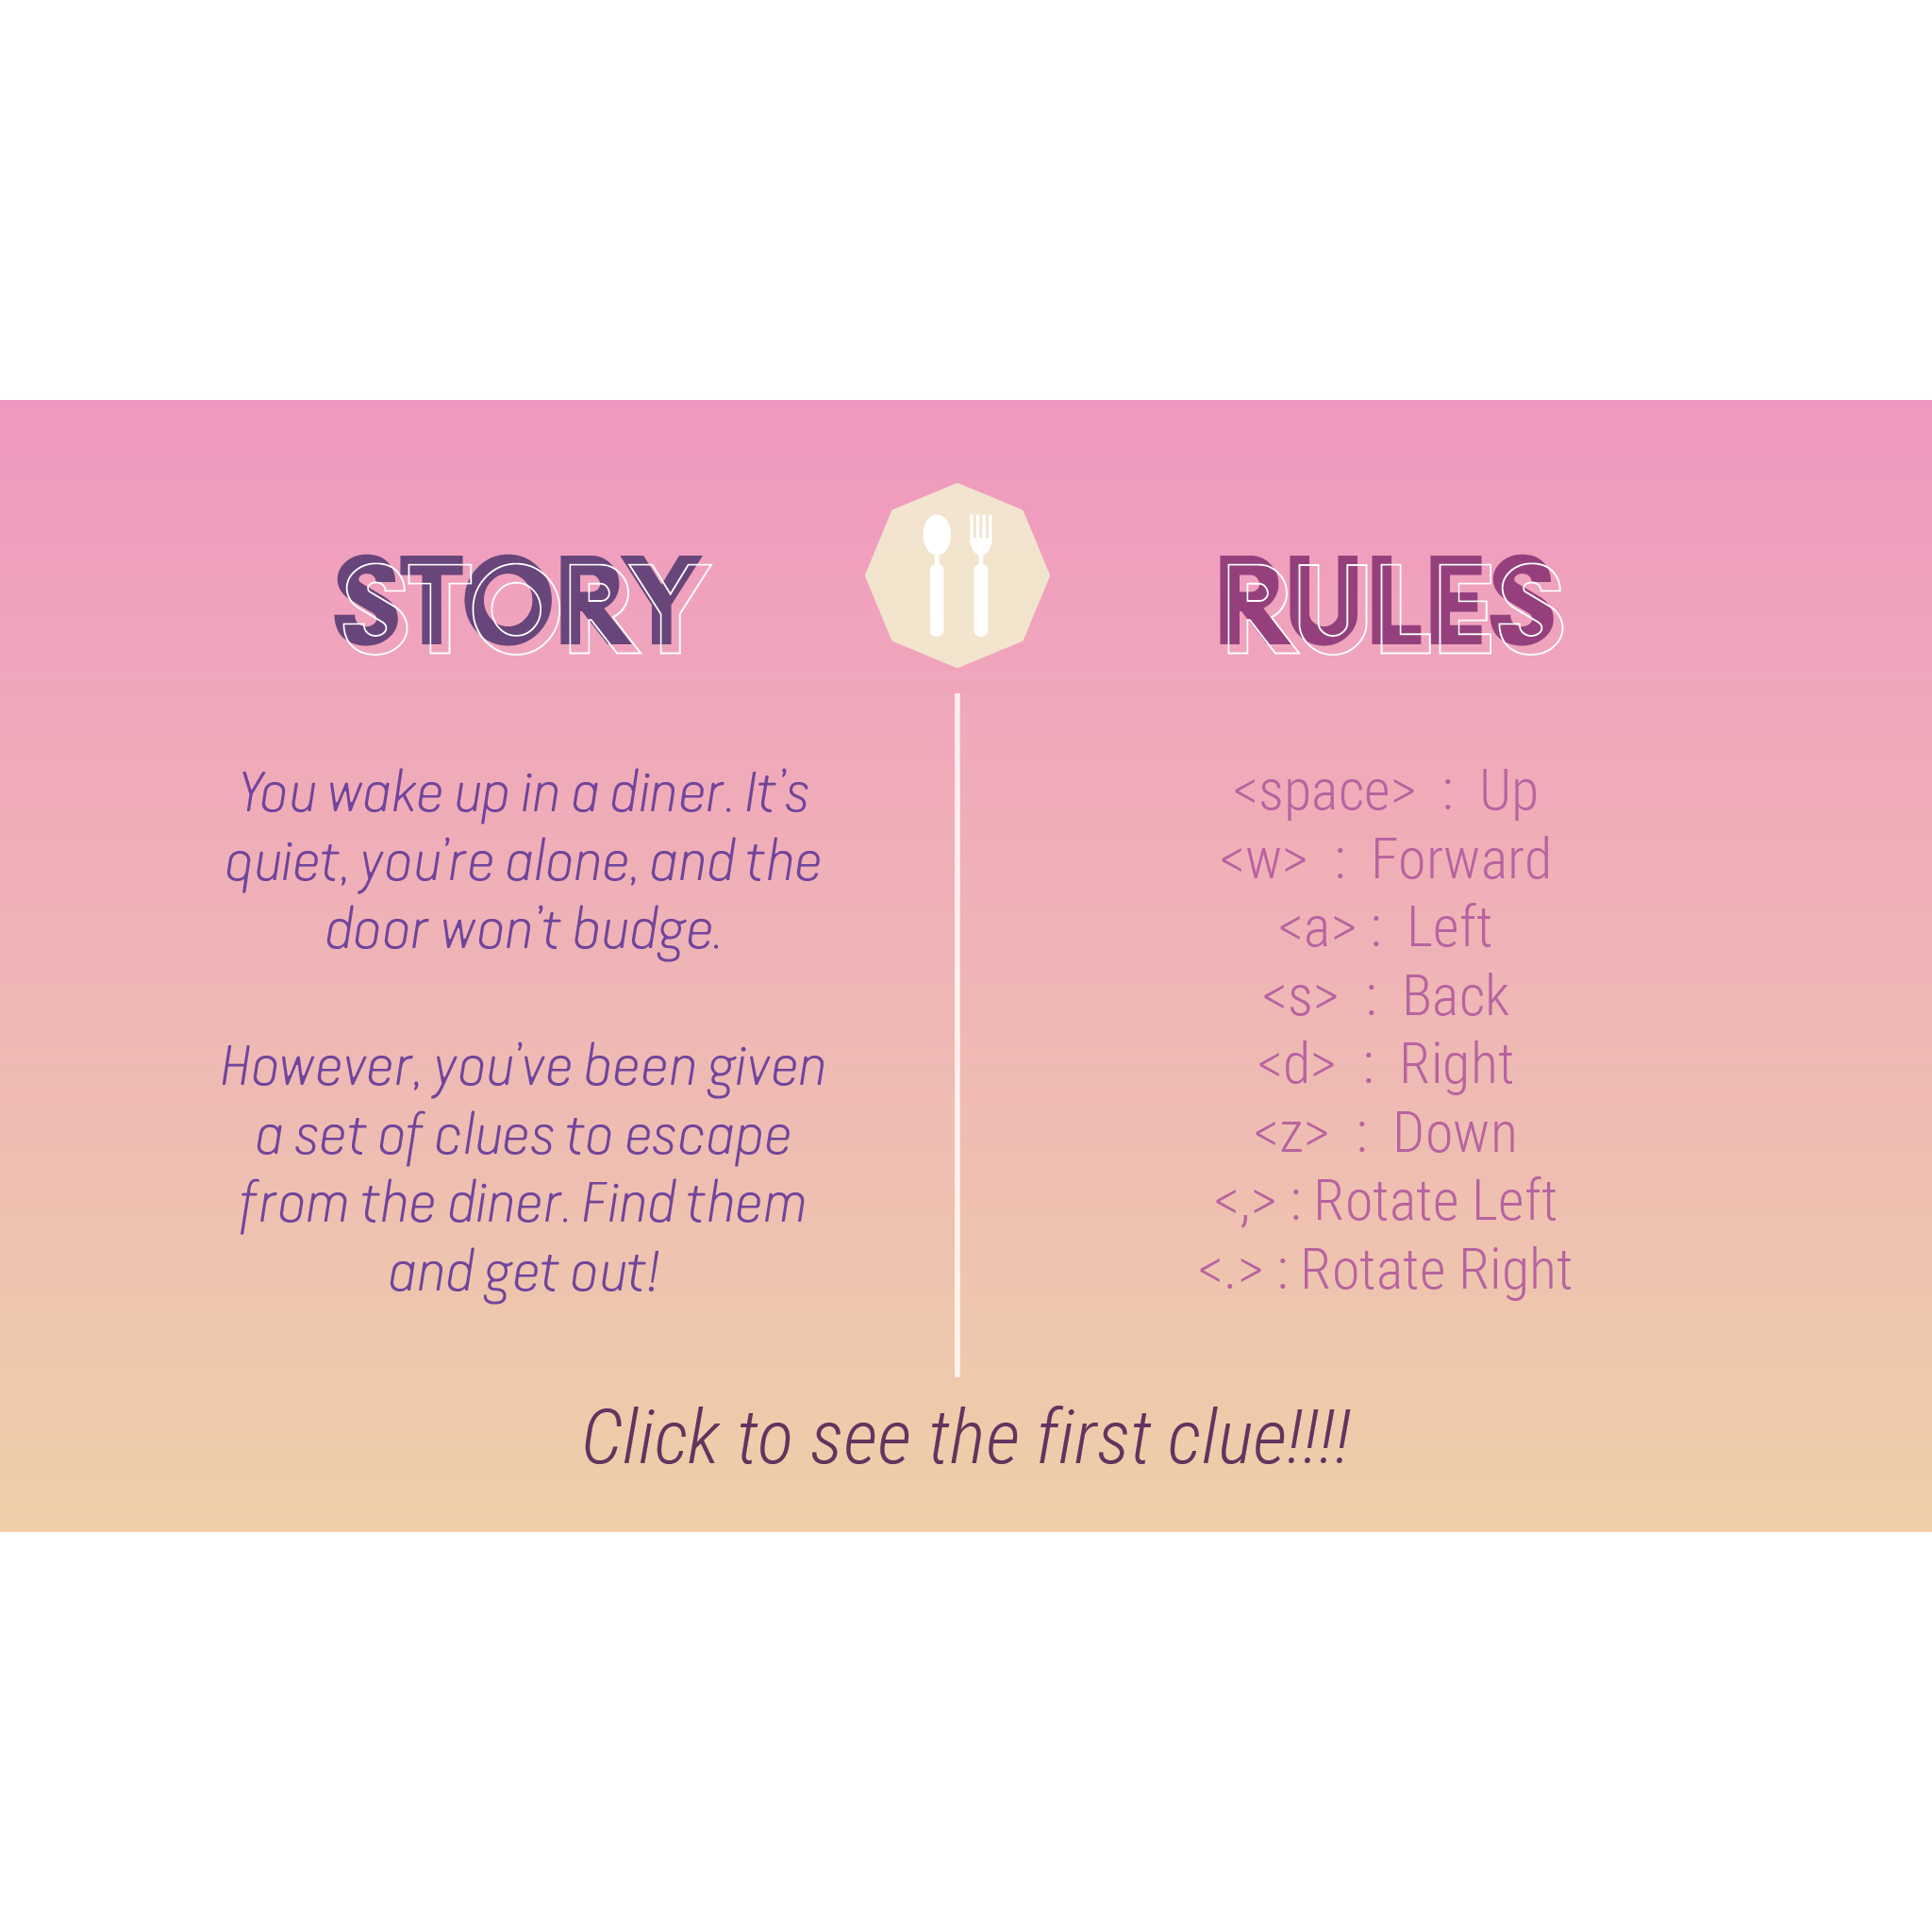 STORY
You wake up in a diner. It’s
quiet, you’re alone, and the
door won’t budge.
However, you’ve been given
a set of clues to escape
from the diner. Find them
and get out!
RULES
<space> : Up
<w> : Forward
<a> : Left
<s> : Back
<d> : Right
<z> : Down
<,> : Rotate Left
<.> : Rotate Right
Click to see the first clue!!!!